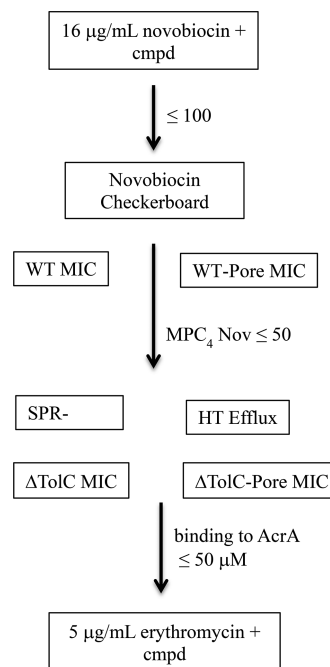 16 μg/mL novobiocin +
cmpd
≤ 100
Novobiocin
Checkerboard
WT MIC
WT-Pore MIC
MPC₄ Nov ≤ 50
SPR-
HT Efflux
ΔTolC MIC
ΔTolC-Pore MIC
binding to AcrA
≤ 50 μM
5 μg/mL erythromycin +
cmpd